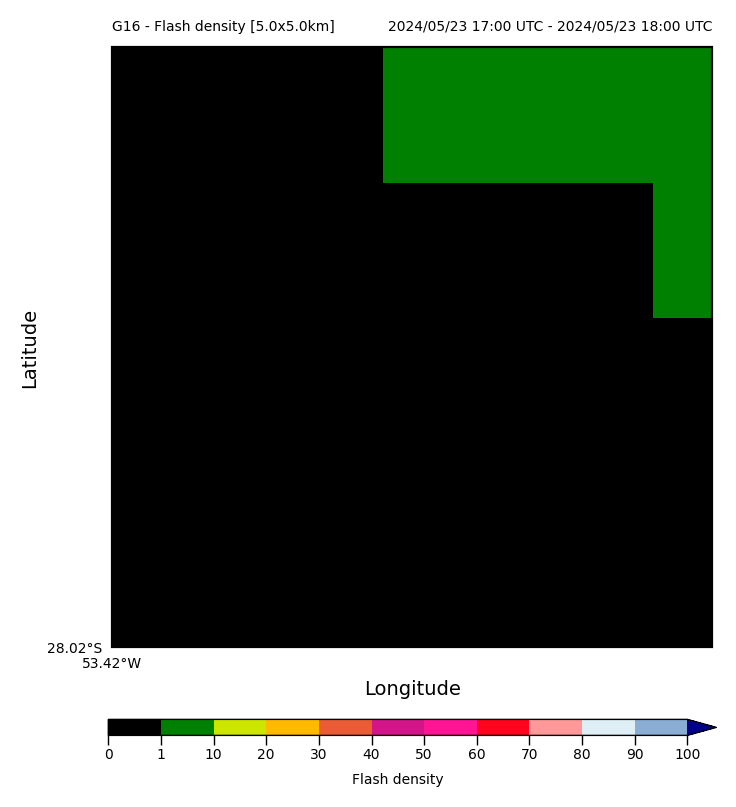 G16 - Flash density [5.0x5.0km] 2024/05/23 17:00 UTC - 2024/05/23 18:00 UTC
Latitude
28.02°S
53.42°W
Longitude
0 1 10 20 30 40 50 60 70 80 90 100
Flash density